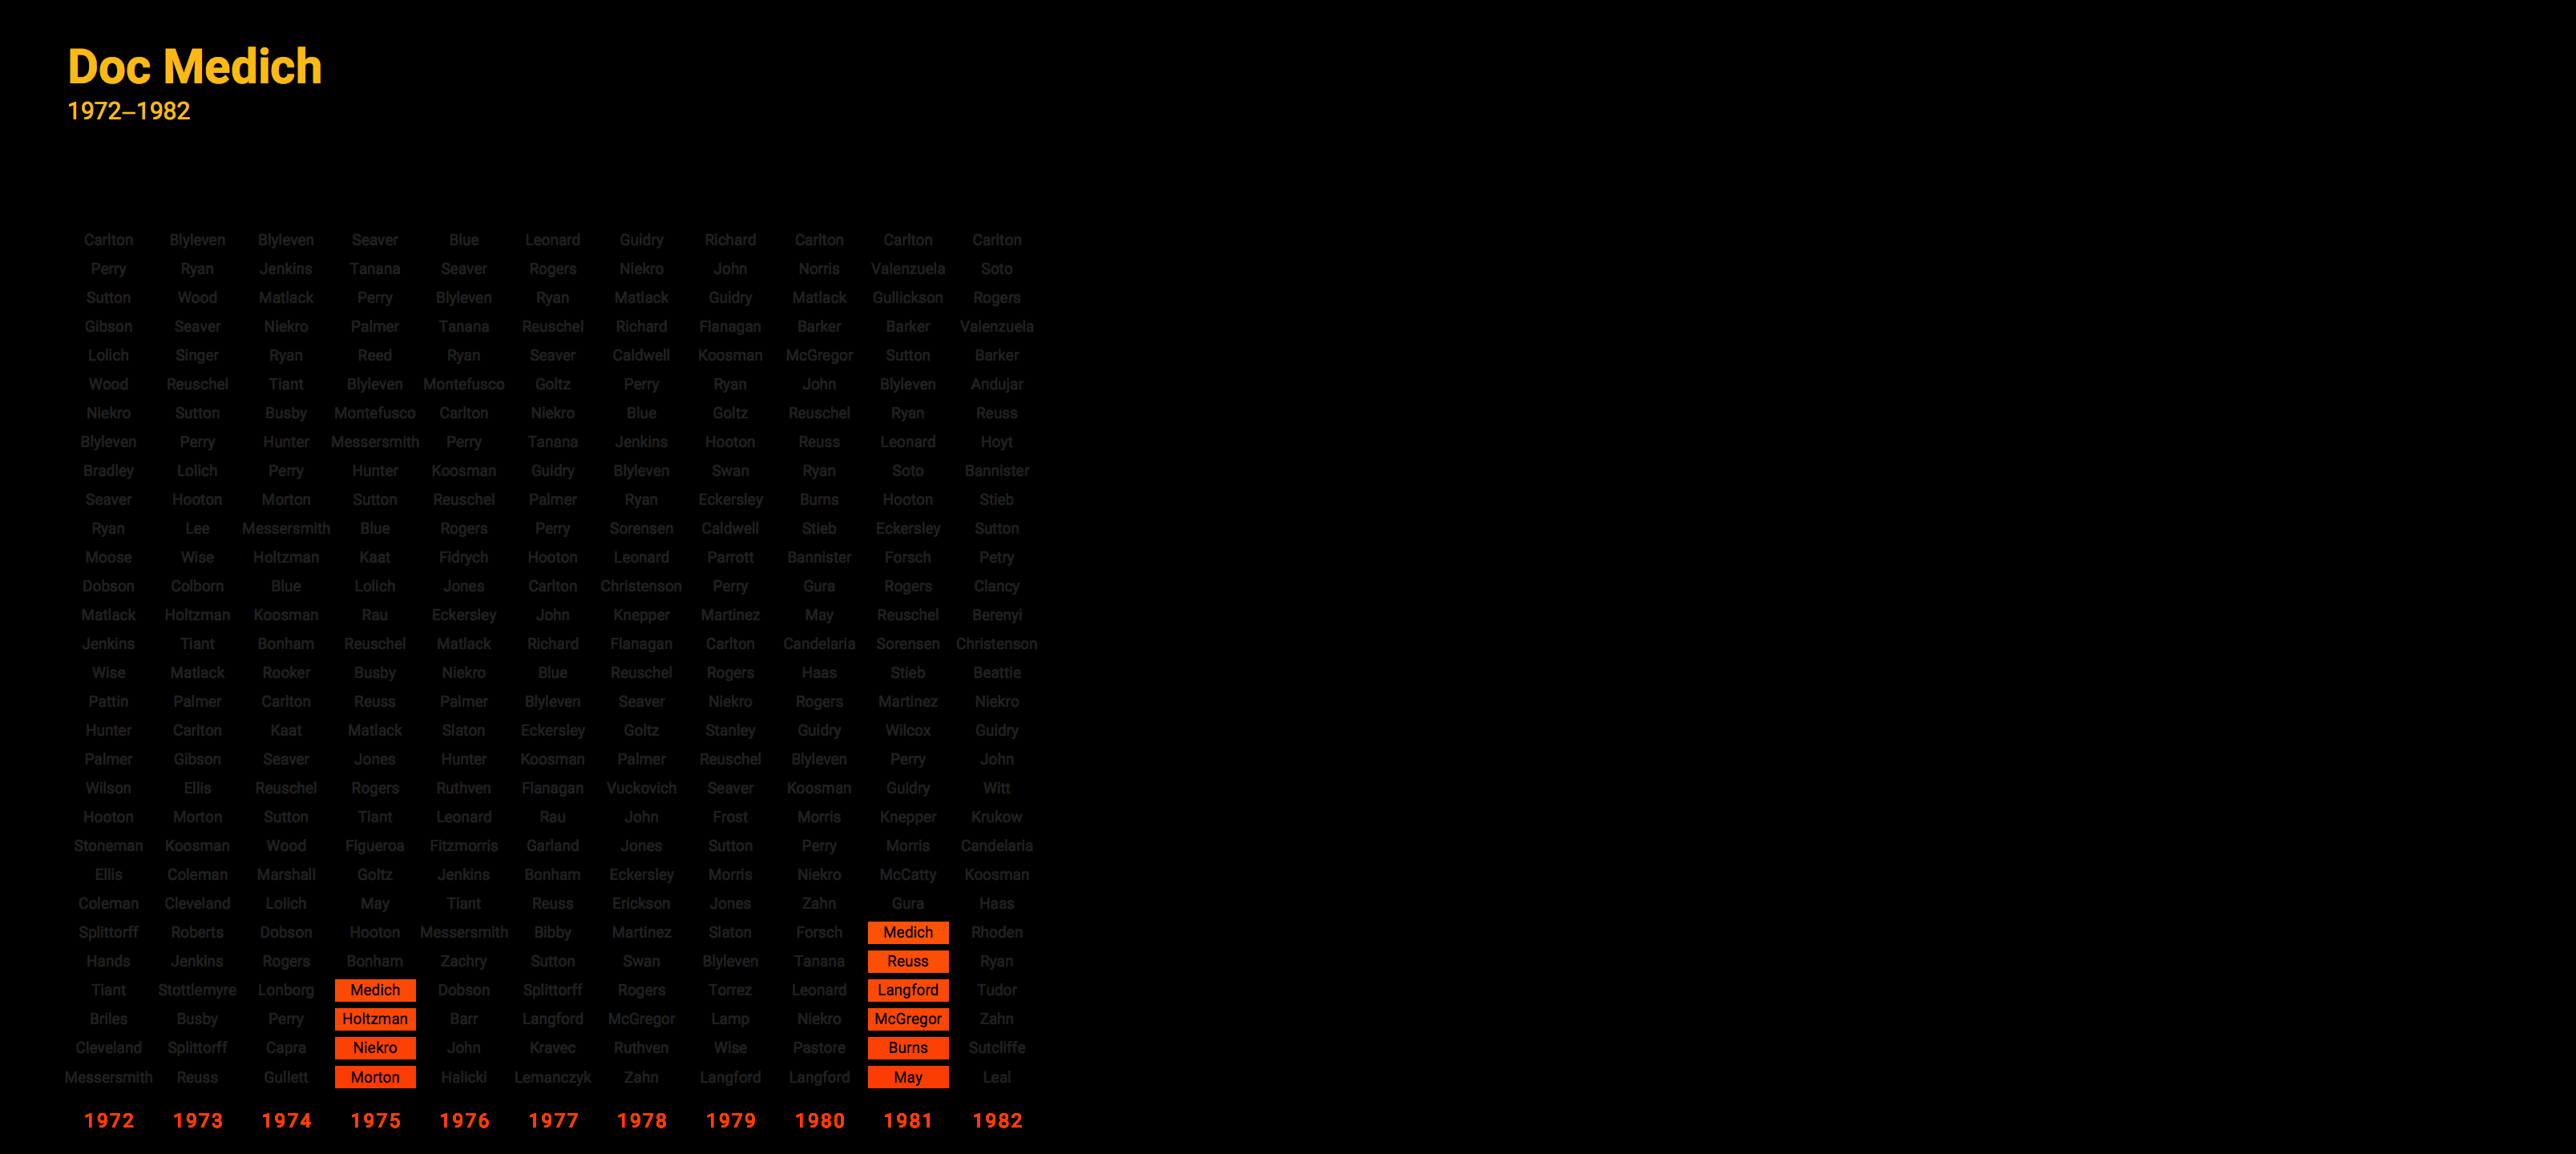 Doc Medich
1972–1982
Carlton Blyleven Blyleven Seaver Blue Leonard Guidry Richard Carlton Carlton Carlton
Perry Ryan Jenkins Tanana Seaver Rogers Niekro John Norris Valenzuela Soto
Sutton Wood Matlack Perry Blyleven Ryan Matlack Guidry Matlack Gullickson Rogers
Gibson Seaver Niekro Palmer Tanana Reuschel Richard Flanagan Barker Barker Valenzuela
Lolich Singer Ryan Reed Ryan Seaver Caldwell Koosman McGregor Sutton Barker
Wood Reuschel Tiant Blyleven Montefusco Goltz Perry Ryan John Blyleven Andujar
Niekro Sutton Busby Montefusco Carlton Niekro Blue Goltz Reuschel Ryan Reuss
Blyleven Perry Hunter Messersmith Perry Tanana Jenkins Hooton Reuss Leonard Hoyt
Bradley Lolich Perry Hunter Koosman Guidry Blyleven Swan Ryan Soto Bannister
Seaver Hooton Morton Sutton Reuschel Palmer Ryan Eckersley Burns Hooton Stieb
Ryan Lee Messersmith Blue Rogers Perry Sorensen Caldwell Stieb Eckersley Sutton
Moose Wise Holtzman Kaat Fidrych Hooton Leonard Parrott Bannister Forsch Petry
Dobson Colborn Blue Lolich Jones Carlton Christenson Perry Gura Rogers Clancy
Matlack Holtzman Koosman Rau Eckersley John Knepper Martinez May Reuschel Berenyi
Jenkins Tiant Bonham Reuschel Matlack Richard Flanagan Carlton Candelaria Sorensen Christenson
Wise Matlack Rooker Busby Niekro Blue Reuschel Rogers Haas Stieb Beattie
Pattin Palmer Carlton Reuss Palmer Blyleven Seaver Niekro Rogers Martinez Niekro
Hunter Carlton Kaat Matlack Slaton Eckersley Goltz Stanley Guidry Wilcox Guidry
Palmer Gibson Seaver Jones Hunter Koosman Palmer Reuschel Blyleven Perry John
Wilson Ellis Reuschel Rogers Ruthven Flanagan Vuckovich Seaver Koosman Guidry Witt
Hooton Morton Sutton Tiant Leonard Rau John Frost Morris Knepper Krukow
Stoneman Koosman Wood Figueroa Fitzmorris Garland Jones Sutton Perry Morris Candelaria
Ellis Coleman Marshall Goltz Jenkins Bonham Eckersley Morris Niekro McCatty Koosman
Coleman Cleveland Lolich May Tiant Reuss Erickson Jones Zahn Gura Haas
Splittorff Roberts Dobson Hooton Messersmith Bibby Martinez Slaton Forsch Medich Rhoden
Hands Jenkins Rogers Bonham Zachry Sutton Swan Blyleven Tanana Reuss Ryan
Tiant Stottlemyre Lonborg Medich Dobson Splittorff Rogers Torrez Leonard Langford Tudor
Briles Busby Perry Holtzman Barr Langford McGregor Lamp Niekro McGregor Zahn
Cleveland Splittorff Capra Niekro John Kravec Ruthven Wise Pastore Burns Sutcliffe
Messersmith Reuss Gullett Morton Halicki Lemanczyk Zahn Langford Langford May Leal
1972 1973 1974 1975 1976 1977 1978 1979 1980 1981 1982